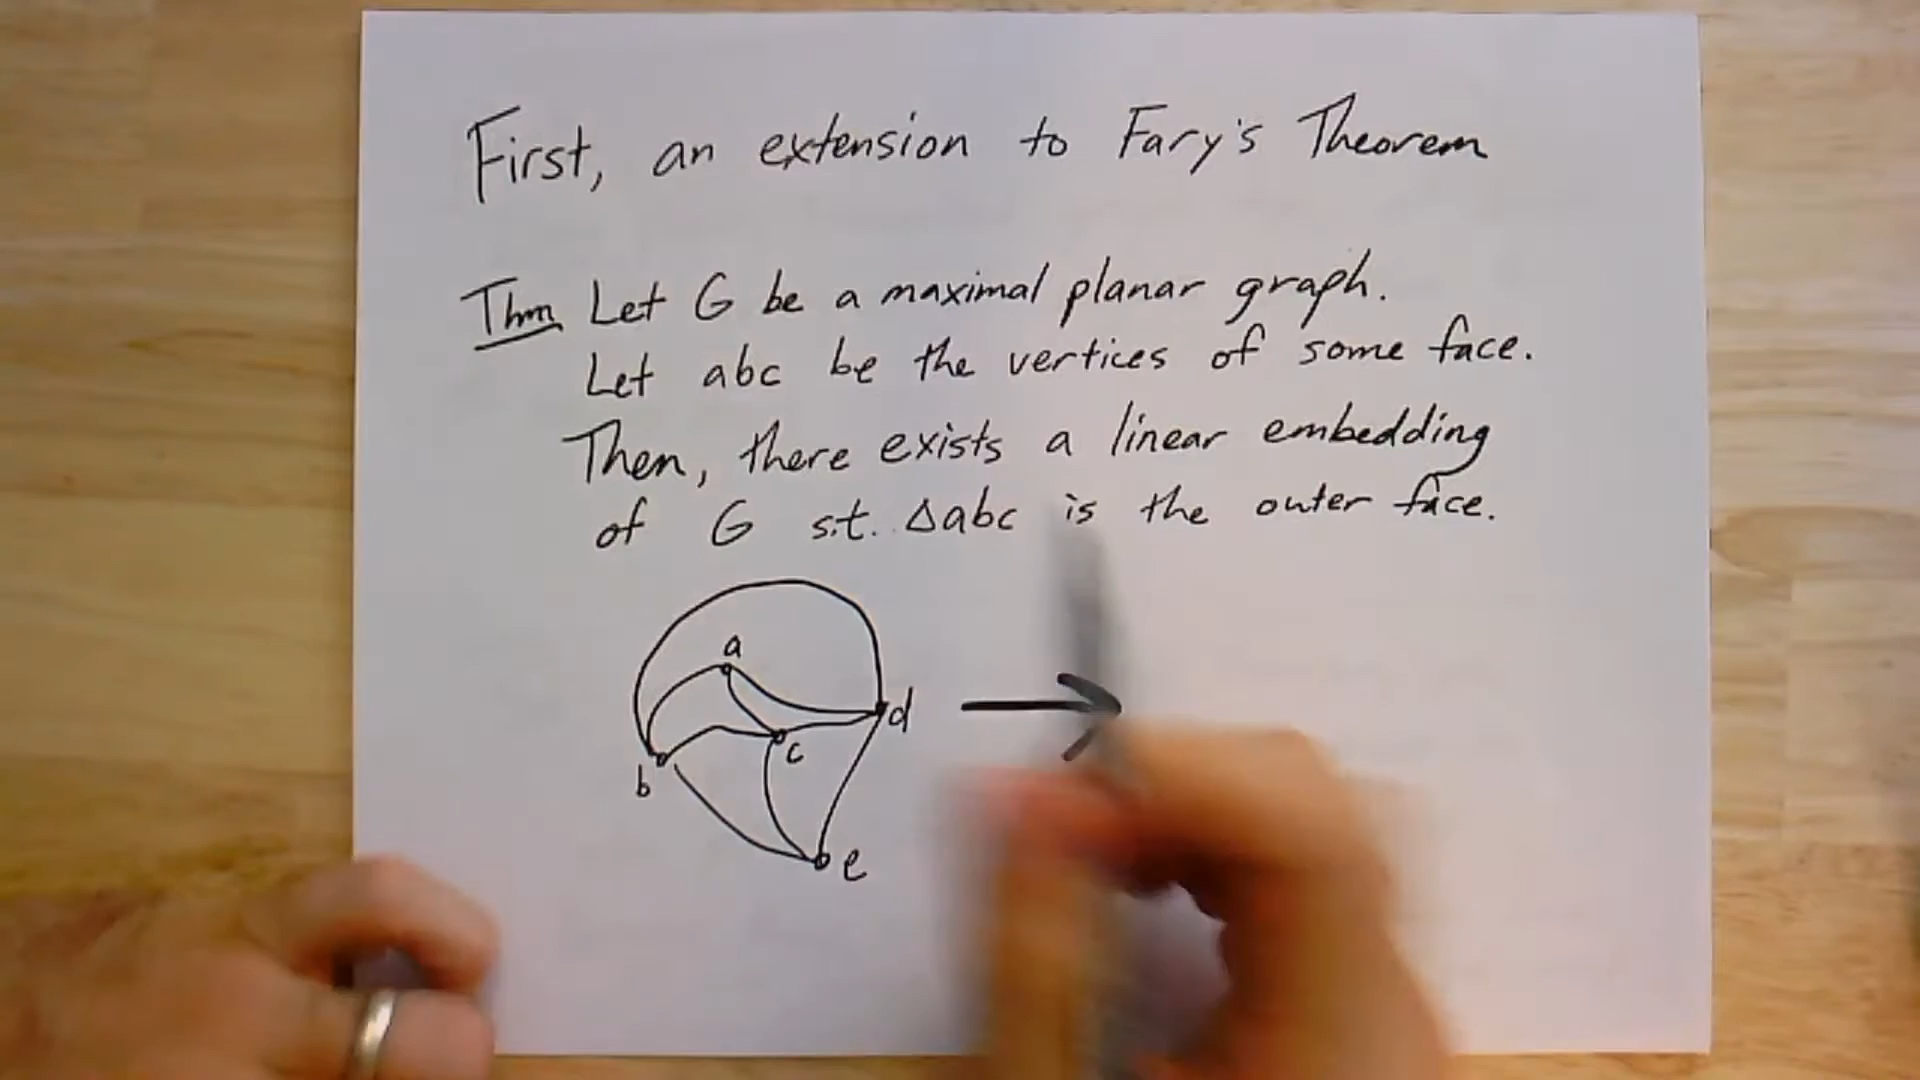 First, an extension to Fary's Theorem
Thm Let G be a maximal planar graph.
Let abc be the vertices of some face.
Then, there exists a linear embedding
of G s.t. Δabc is the outer face.
a
d
c
b
e